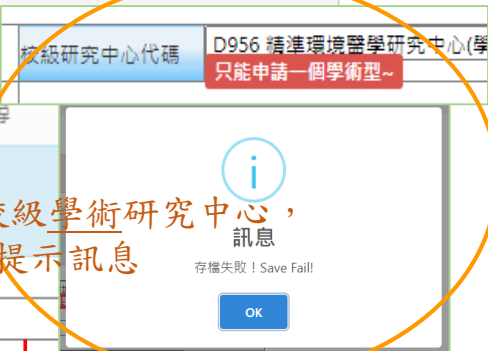 校級研究中心代碼
D956 精準環境醫學研究中心(學
只能申請一個學術型~
i
校級學術研究中心，
訊息
提示訊息
存檔失敗！Save Fail!
OK